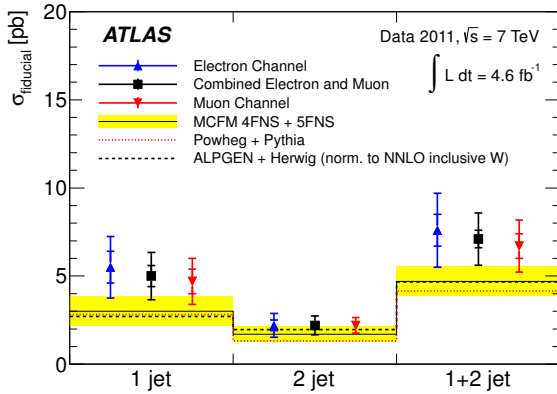 σfiducial [pb]
20
15
10
5
0
ATLAS
Data 2011, √s = 7 TeV
∫ L dt = 4.6 fb⁻¹
Electron Channel
Combined Electron and Muon
Muon Channel
MCFM 4FNS + 5FNS
Powheg + Pythia
ALPGEN + Herwig (norm. to NNLO inclusive W)
1 jet
2 jet
1+2 jet